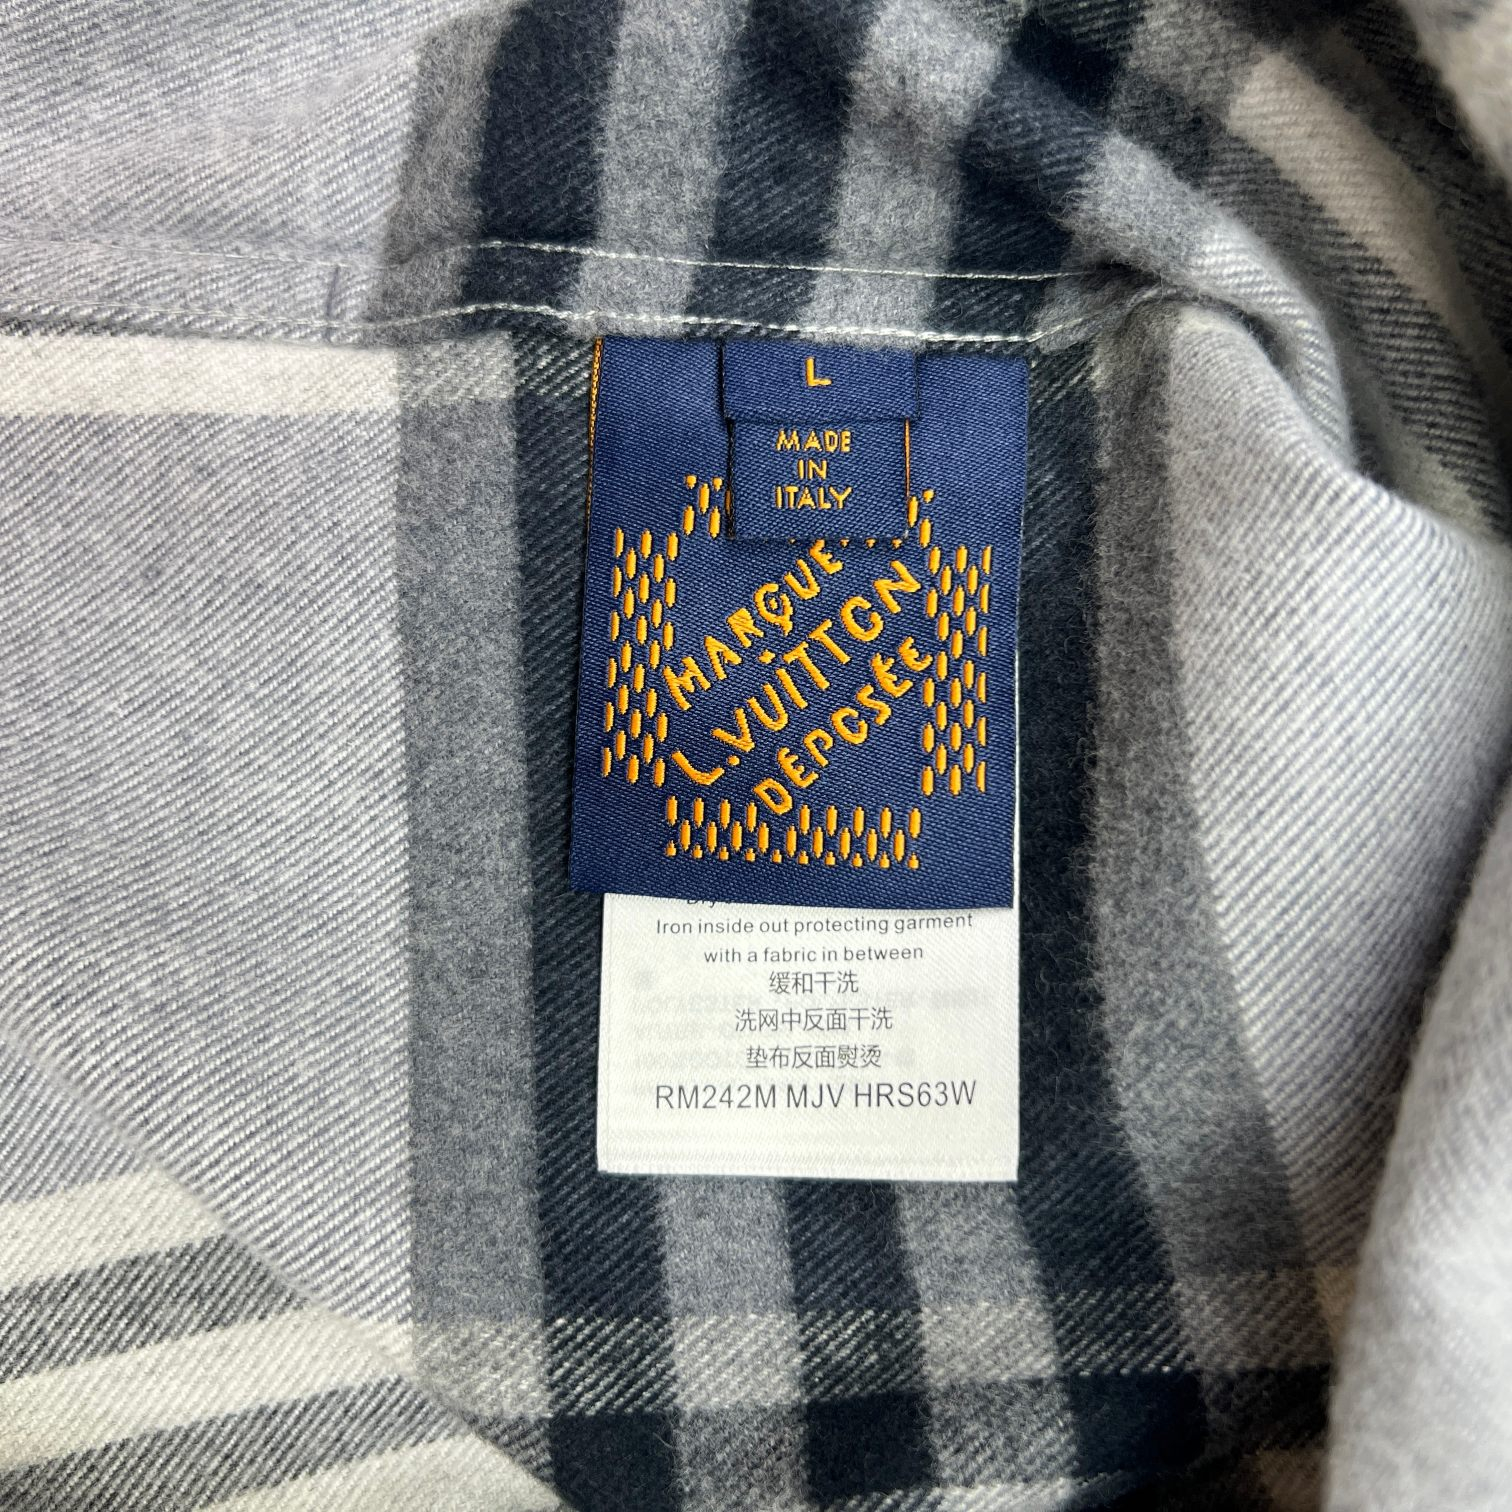 L
MADE
IN
ITALY
MARQUE
L.VUITTON
DÉPOSÉE
Iron inside out protecting garment
with a fabric in between
缓和干洗
洗网中反面干洗
垫布反面熨烫
RM242M MJV HRS63W